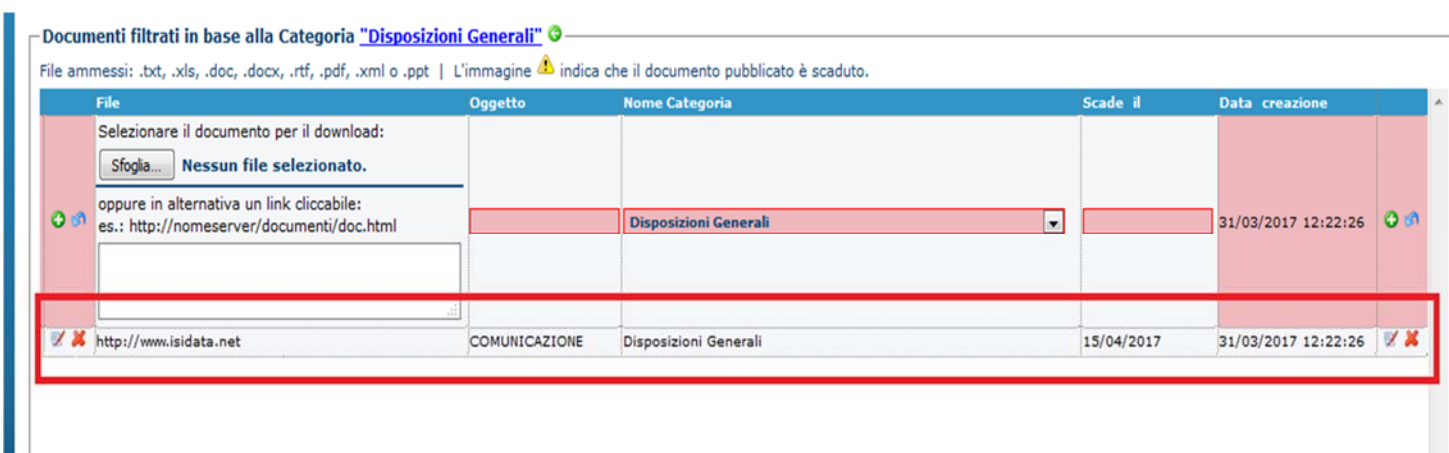 Documenti filtrati in base alla Categoria "Disposizioni Generali"
File ammessi: .txt, .xls, .doc, .docx, .rtf, .pdf, .xml o .ppt | L'immagine indica che il documento pubblicato è scaduto.
File Oggetto Nome Categoria Scade il Data creazione
Selezionare il documento per il download:
Sfoglia... Nessun file selezionato.
oppure in alternativa un link cliccabile:
es.: http://nomeserver/documenti/doc.html
Disposizioni Generali 31/03/2017 12:22:26
http://www.isidata.net COMUNICAZIONE Disposizioni Generali 15/04/2017 31/03/2017 12:22:26